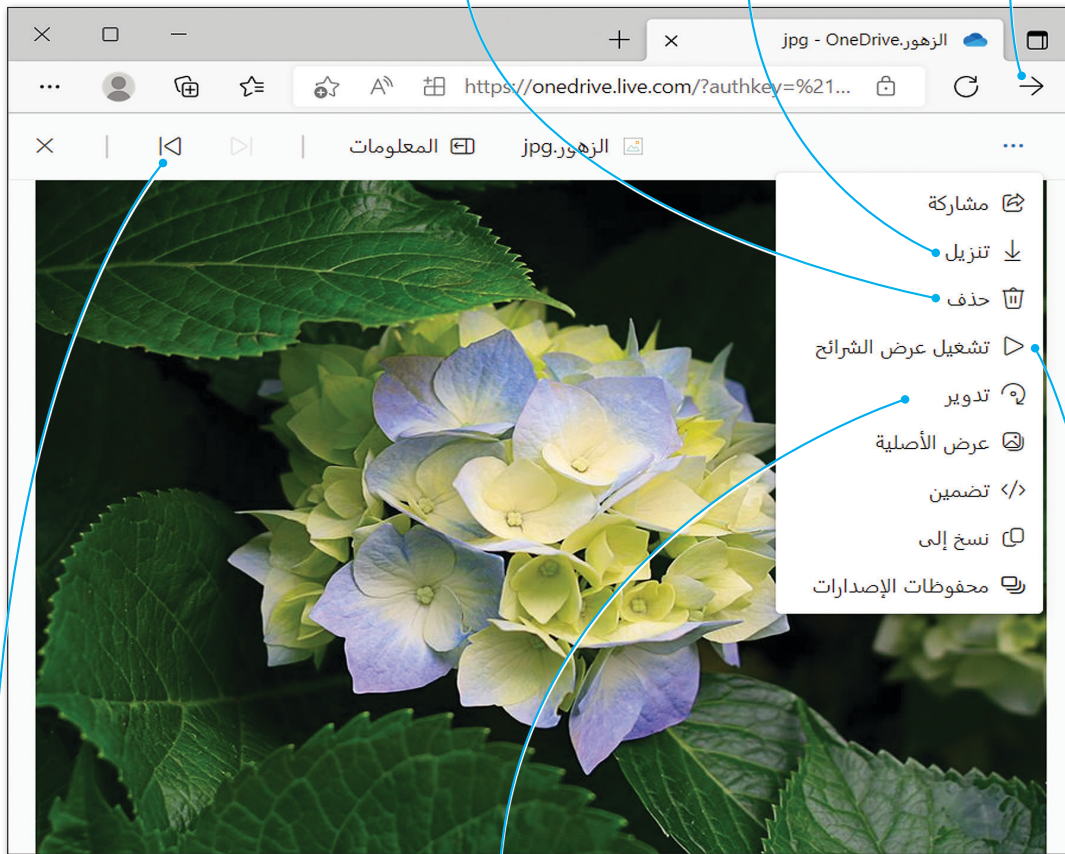 الزهور.jpg - OneDrive
https://onedrive.live.com/?authkey=%21...
الزهور.jpg
المعلومات
مشاركة
تنزيل
حذف
تشغيل عرض الشرائح
تدوير
عرض الأصلية
تضمين
نسخ إلى
محفوظات الإصدارات